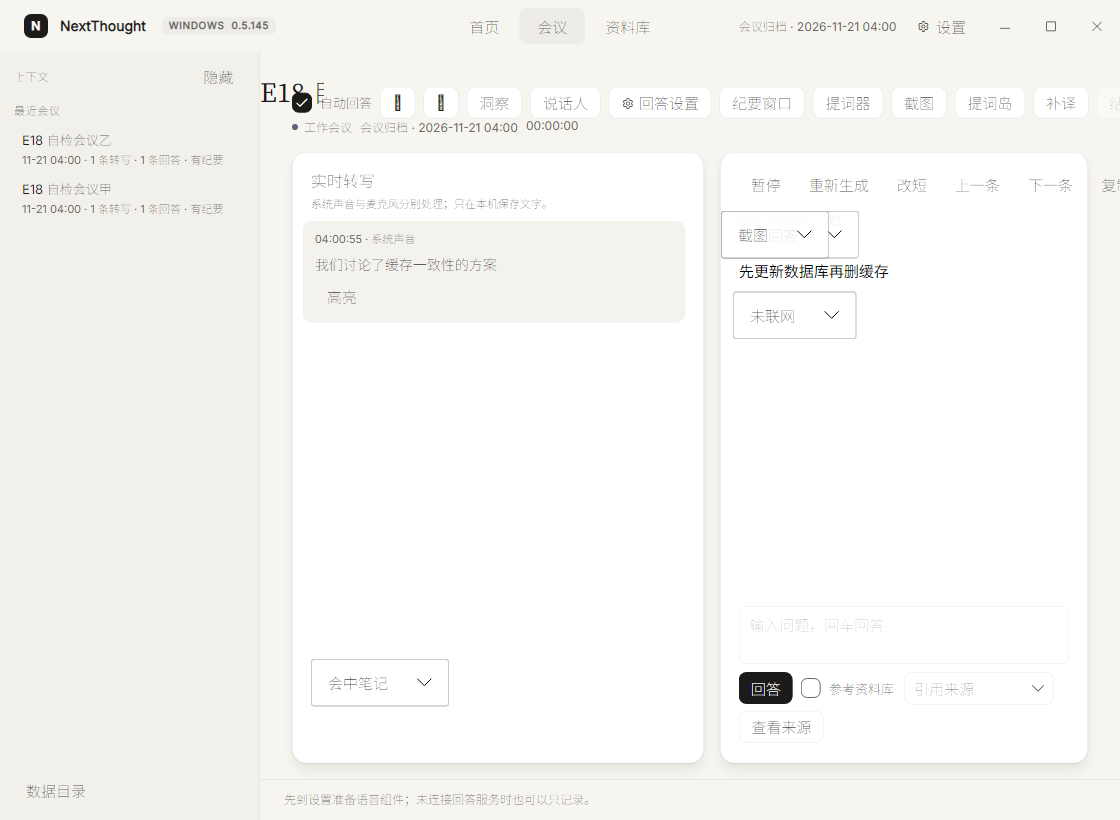 N NextThought WINDOWS 0.5.145 首页 会议 资料库 会议归档 · 2026-11-21 04:00 设置
上下文 隐藏
最近会议
E18 自检会议乙
11-21 04:00 · 1 条转写 · 1 条回答 · 有纪要
E18 自检会议甲
11-21 04:00 · 1 条转写 · 1 条回答 · 有纪要
数据目录
E18
自动回答 洞察 说话人 回答设置 纪要窗口 提词器 截图 提词岛 补译
工作会议 会议归档 · 2026-11-21 04:00 00:00:00
实时转写
系统声音与麦克风分别处理；只在本机保存文字。
04:00:55 · 系统声音
我们讨论了缓存一致性的方案
高亮
会中笔记
暂停 重新生成 改短 上一条 下一条
截图 回答
先更新数据库再删缓存
未联网
输入问题，回车回答
回答 参考资料库 引用来源
查看来源
先到设置准备语音组件；未连接回答服务时也可以只记录。